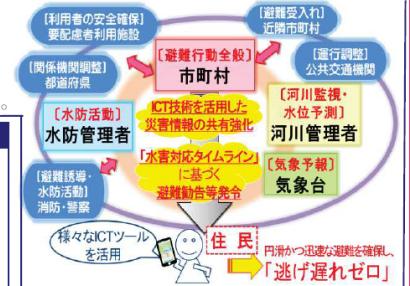 [利用者の安全確保]
要配慮者利用施設
[避難受入れ]
近隣市町村
[避難行動全般]
市町村
[関係機関調整]
都道府県
[運行調整]
公共交通機関
ICT技術を活用した
災害情報の共有強化
[水防活動]
水防管理者
[河川監視・
水位予測]
河川管理者
「水害対応タイムライン」
に基づく
避難勧告等発令
[気象予報]
気象台
[避難誘導・
水防活動]
消防・警察
様々なICTツール
を活用
住民
円滑かつ迅速な避難を確保し、
「逃げ遅れゼロ」